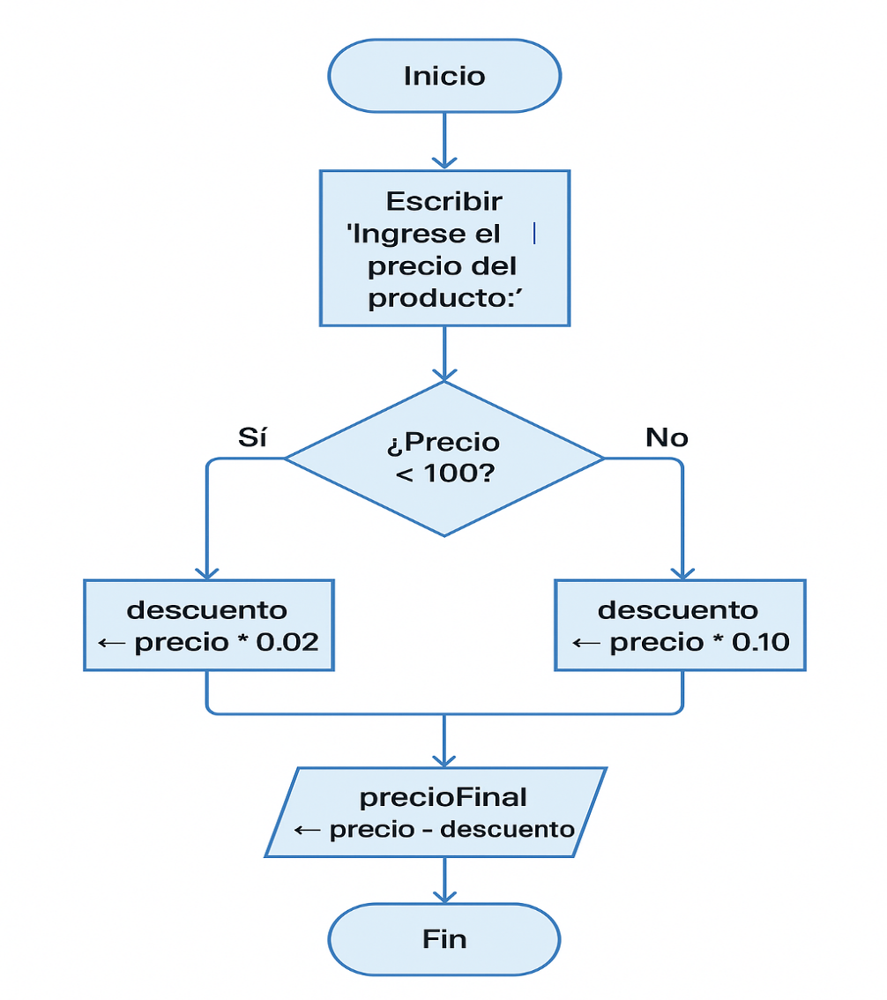 Inicio
Escribir
'Ingrese el |
precio del
producto:′
¿Precio
< 100?
Sí
No
descuento
← precio * 0.02
descuento
← precio * 0.10
precioFinal
← precio - descuento
Fin